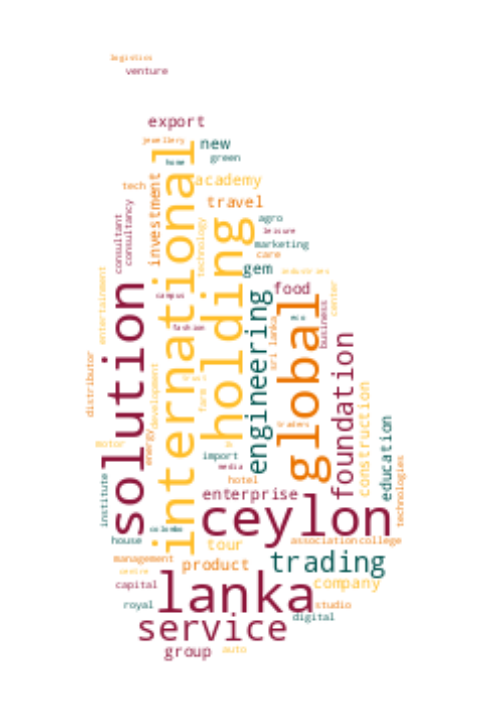 logistics
venture
export
jewellery
new
home
green
tech
academy
investment
travel
international
consultant
consultancy
technology
agro
leisure
marketing
care
holding
gem
industries
entertainment
solution
campus
food
center
global
engineering
eco
business
fashion
sri lanka
foundation
distributor
development
farm
construction
energy
traders
motor
education
import
media
technologies
hotel
institute
enterprise
ceylon
colombo
house
tour
association
college
management
product
trading
centre
capital
company
lanka
royal
studio
digital
service
group
auto